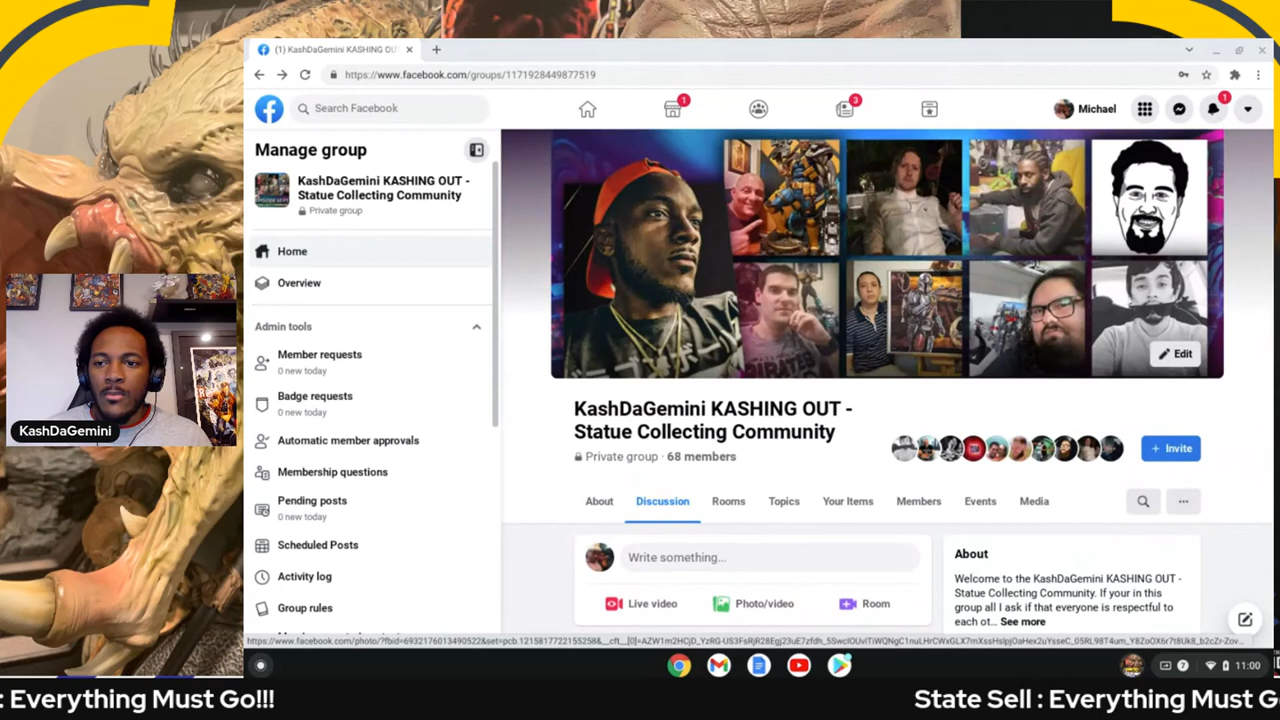 (1) KashDaGemini KASHING OU
https://www.facebook.com/groups/1171928449877519
Search Facebook
1
3
Michael
1
Manage group
KashDaGemini KASHING OUT -
Statue Collecting Community
Private group
Home
Overview
Admin tools
Member requests
0 new today
Badge requests
0 new today
Automatic member approvals
Membership questions
Pending posts
0 new today
Scheduled Posts
Activity log
Group rules
Edit
KashDaGemini KASHING OUT -
Statue Collecting Community
Private group · 68 members
+ Invite
About
Discussion
Rooms
Topics
Your Items
Members
Events
Media
Write something...
Live video
Photo/video
Room
About
Welcome to the KashDaGemini KASHING OUT -
Statue Collecting Community. If your in this
group all I ask if that everyone is respectful to
each ot... See more
KashDaGemini
11:00
: Everything Must Go!!!
State Sell : Everything Must G